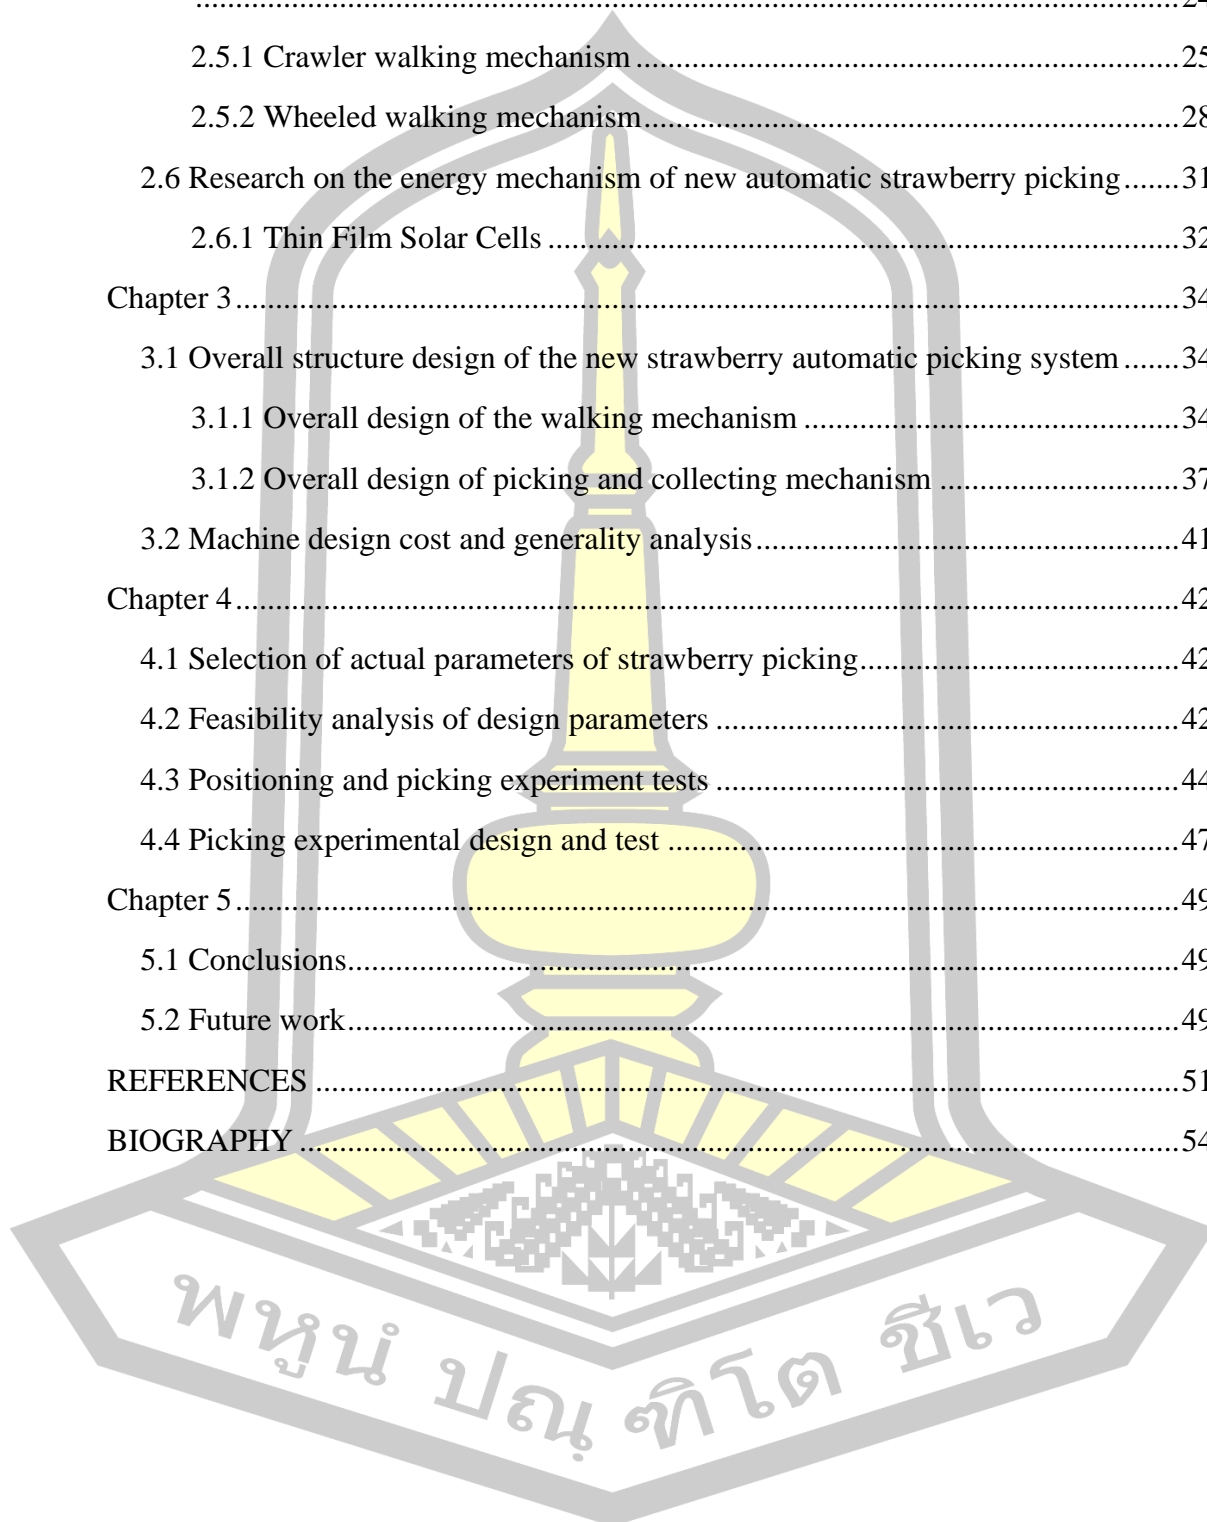 ........................................................................................................................24
2.5.1 Crawler walking mechanism ..................................................................25
2.5.2 Wheeled walking mechanism.................................................................28
2.6 Research on the energy mechanism of new automatic strawberry picking.......31
2.6.1 Thin Film Solar Cells .............................................................................32
Chapter 3...................................................................................................................34
3.1 Overall structure design of the new strawberry automatic picking system .......34
3.1.1 Overall design of the walking mechanism ..............................................34
3.1.2 Overall design of picking and collecting mechanism .............................37
3.2 Machine design cost and generality analysis....................................................41
Chapter 4...................................................................................................................42
4.1 Selection of actual parameters of strawberry picking.......................................42
4.2 Feasibility analysis of design parameters .........................................................42
4.3 Positioning and picking experiment tests .........................................................44
4.4 Picking experimental design and test ...............................................................47
Chapter 5...................................................................................................................49
5.1 Conclusions.....................................................................................................49
5.2 Future work.....................................................................................................49
REFERENCES ..........................................................................................................51
BIOGRAPHY ............................................................................................................54
พหูนํ ปณฺฑิโต ชีเว